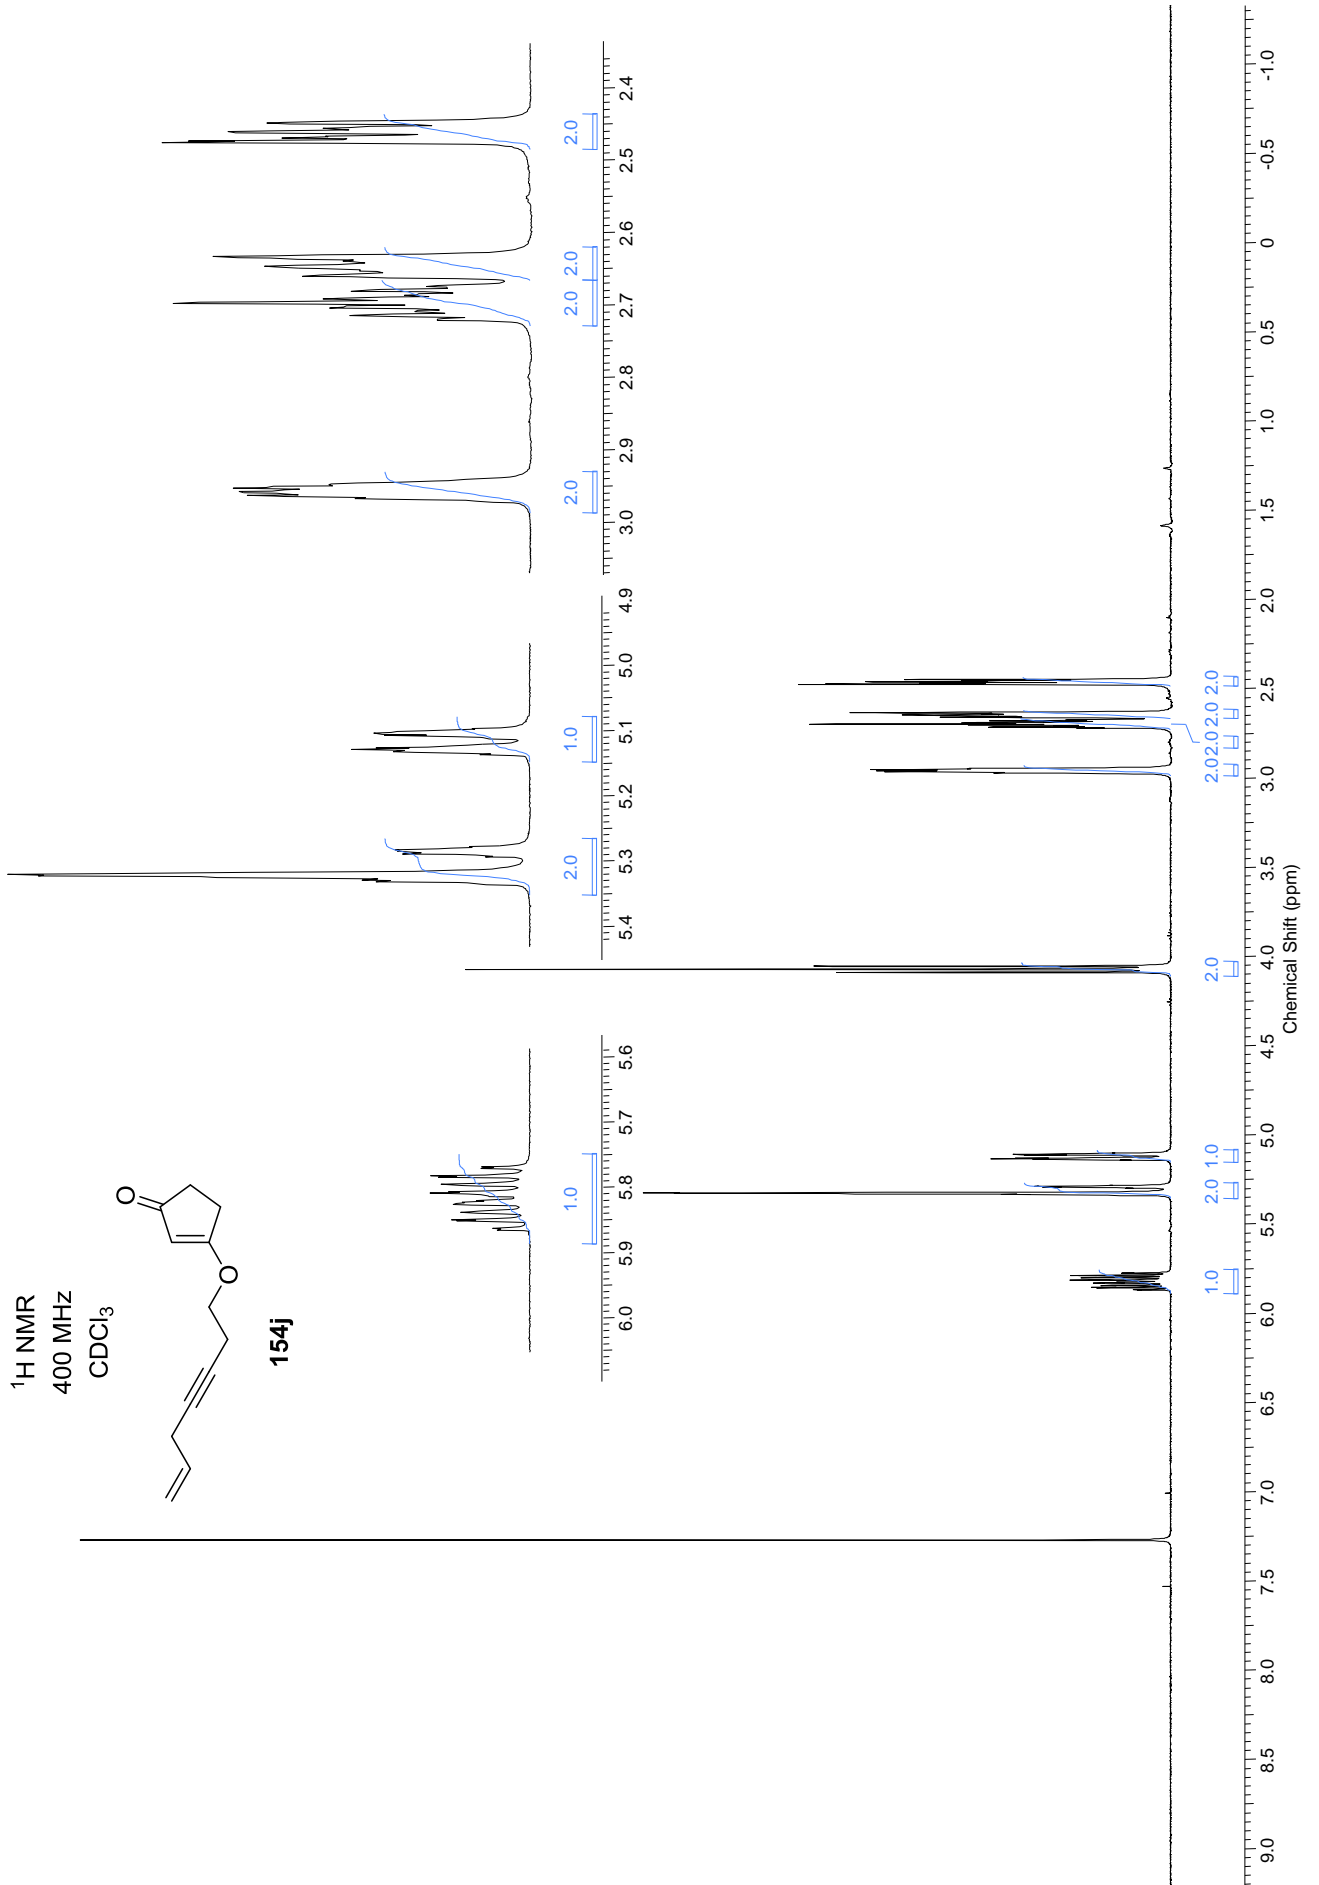 ¹H NMR
400 MHz
CDCl₃
O
O
154j
1.0
2.0
1.0
2.0
2.0
2.0
2.0
6.0 5.9 5.8 5.7 5.6
5.4 5.3 5.2 5.1 5.0 4.9
3.0 2.9 2.8 2.7 2.6 2.5 2.4
1.0 2.0 1.0 2.0 2.0 2.0 2.0 2.0
9.0 8.5 8.0 7.5 7.0 6.5 6.0 5.5 5.0 4.5 4.0 3.5 3.0 2.5 2.0 1.5 1.0 0.5 0 -0.5 -1.0
Chemical Shift (ppm)